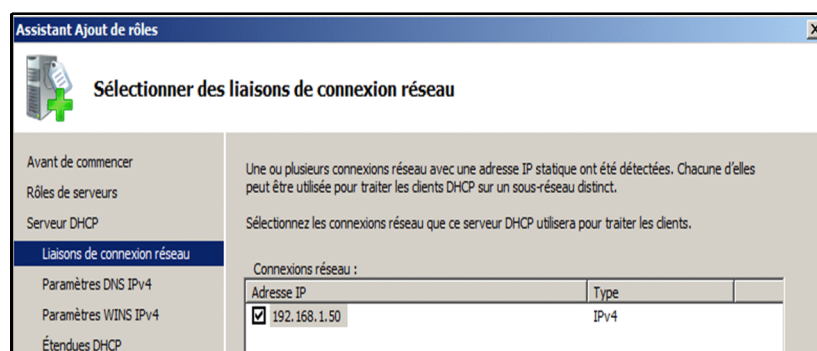 Assistant Ajout de rôles
Sélectionner des liaisons de connexion réseau
Avant de commencer
Rôles de serveurs
Serveur DHCP
Liaisons de connexion réseau
Paramètres DNS IPv4
Paramètres WINS IPv4
Étendues DHCP
Une ou plusieurs connexions réseau avec une adresse IP statique ont été détectées. Chacune d'elles
peut être utilisée pour traiter les clients DHCP sur un sous-réseau distinct.
Sélectionnez les connexions réseau que ce serveur DHCP utilisera pour traiter les clients.
Connexions réseau :
Adresse IP Type
192.168.1.50 IPv4